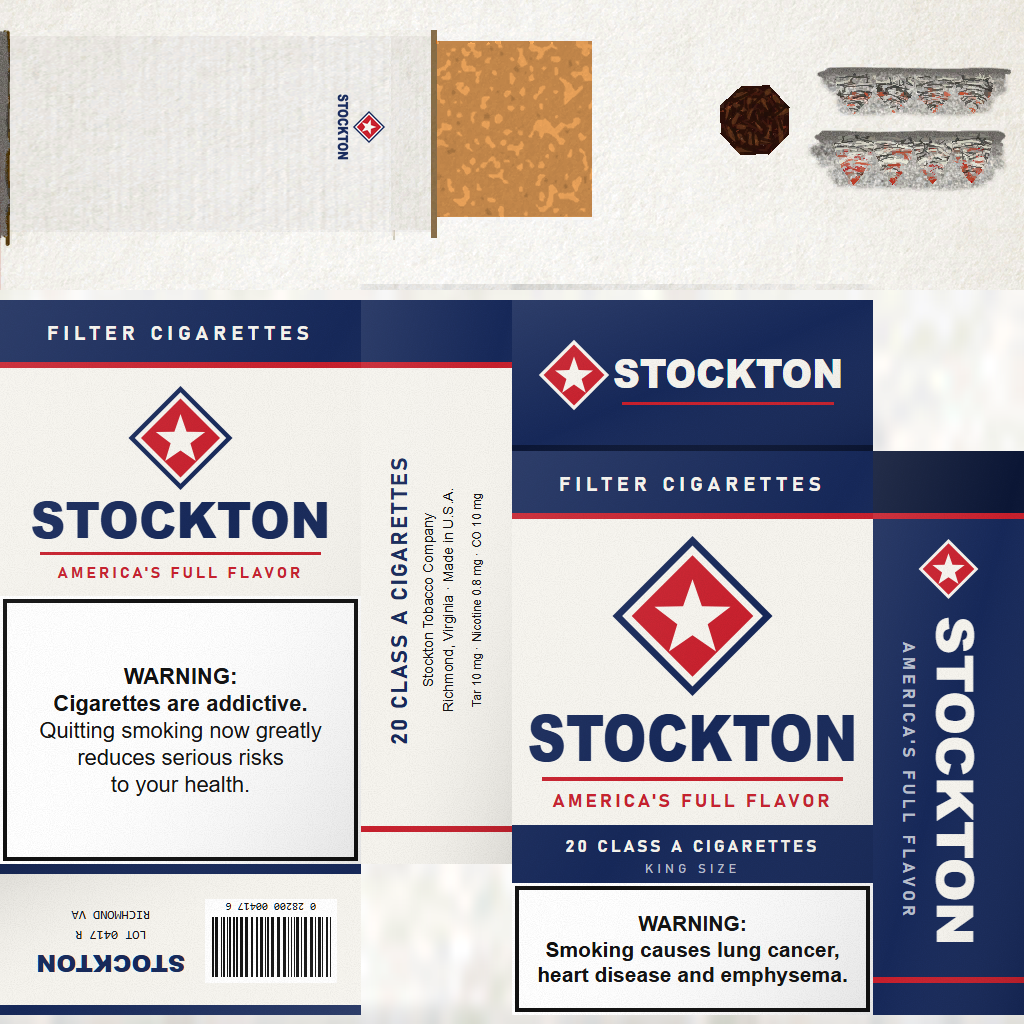 STOCKTON
FILTER CIGARETTES
STOCKTON
AMERICA'S FULL FLAVOR
WARNING:
Cigarettes are addictive.
Quitting smoking now greatly
reduces serious risks
to your health.
20 CLASS A CIGARETTES
Stockton Tobacco Company
Richmond, Virginia · Made in U.S.A.
Tar 10 mg · Nicotine 0.8 mg · CO 10 mg
STOCKTON
FILTER CIGARETTES
STOCKTON
AMERICA'S FULL FLAVOR
20 CLASS A CIGARETTES
KING SIZE
WARNING:
Smoking causes lung cancer,
heart disease and emphysema.
STOCKTON
AMERICA'S FULL FLAVOR
STOCKTON
LOT 0417 R
RICHMOND VA
0 28200 00417 6